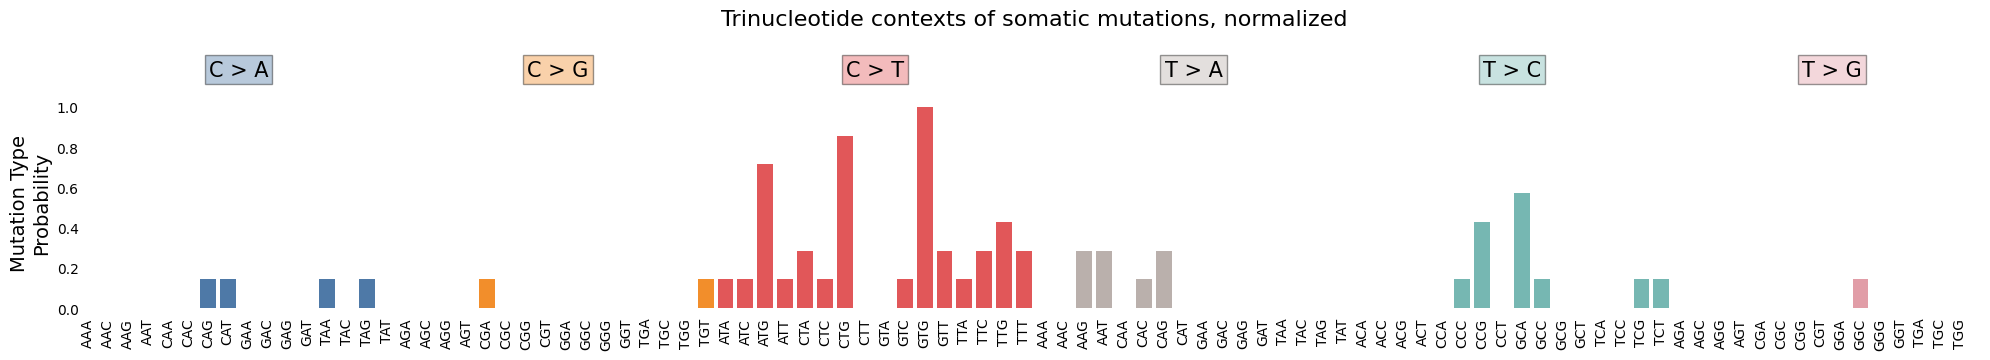 Trinucleotide contexts of somatic mutations, normalized
C > A
C > G
C > T
T > A
T > C
T > G
Mutation Type
Probability
1.0
0.8
0.6
0.4
0.2
0.0
AAA AAC AAG AAT CAA CAC CAG CAT GAA GAC GAG GAT TAA TAC TAG TAT AGA AGC AGG AGT CGA CGC CGG CGT GGA GGC GGG GGT TGA TGC TGG TGT ATA ATC ATG ATT CTA CTC CTG CTT GTA GTC GTG GTT TTA TTC TTG TTT AAA AAC AAG AAT CAA CAC CAG CAT GAA GAC GAG GAT TAA TAC TAG TAT ACA ACC ACG ACT CCA CCC CCG CCT GCA GCC GCG GCT TCA TCC TCG TCT AGA AGC AGG AGT CGA CGC CGG CGT GGA GGC GGG GGT TGA TGC TGG